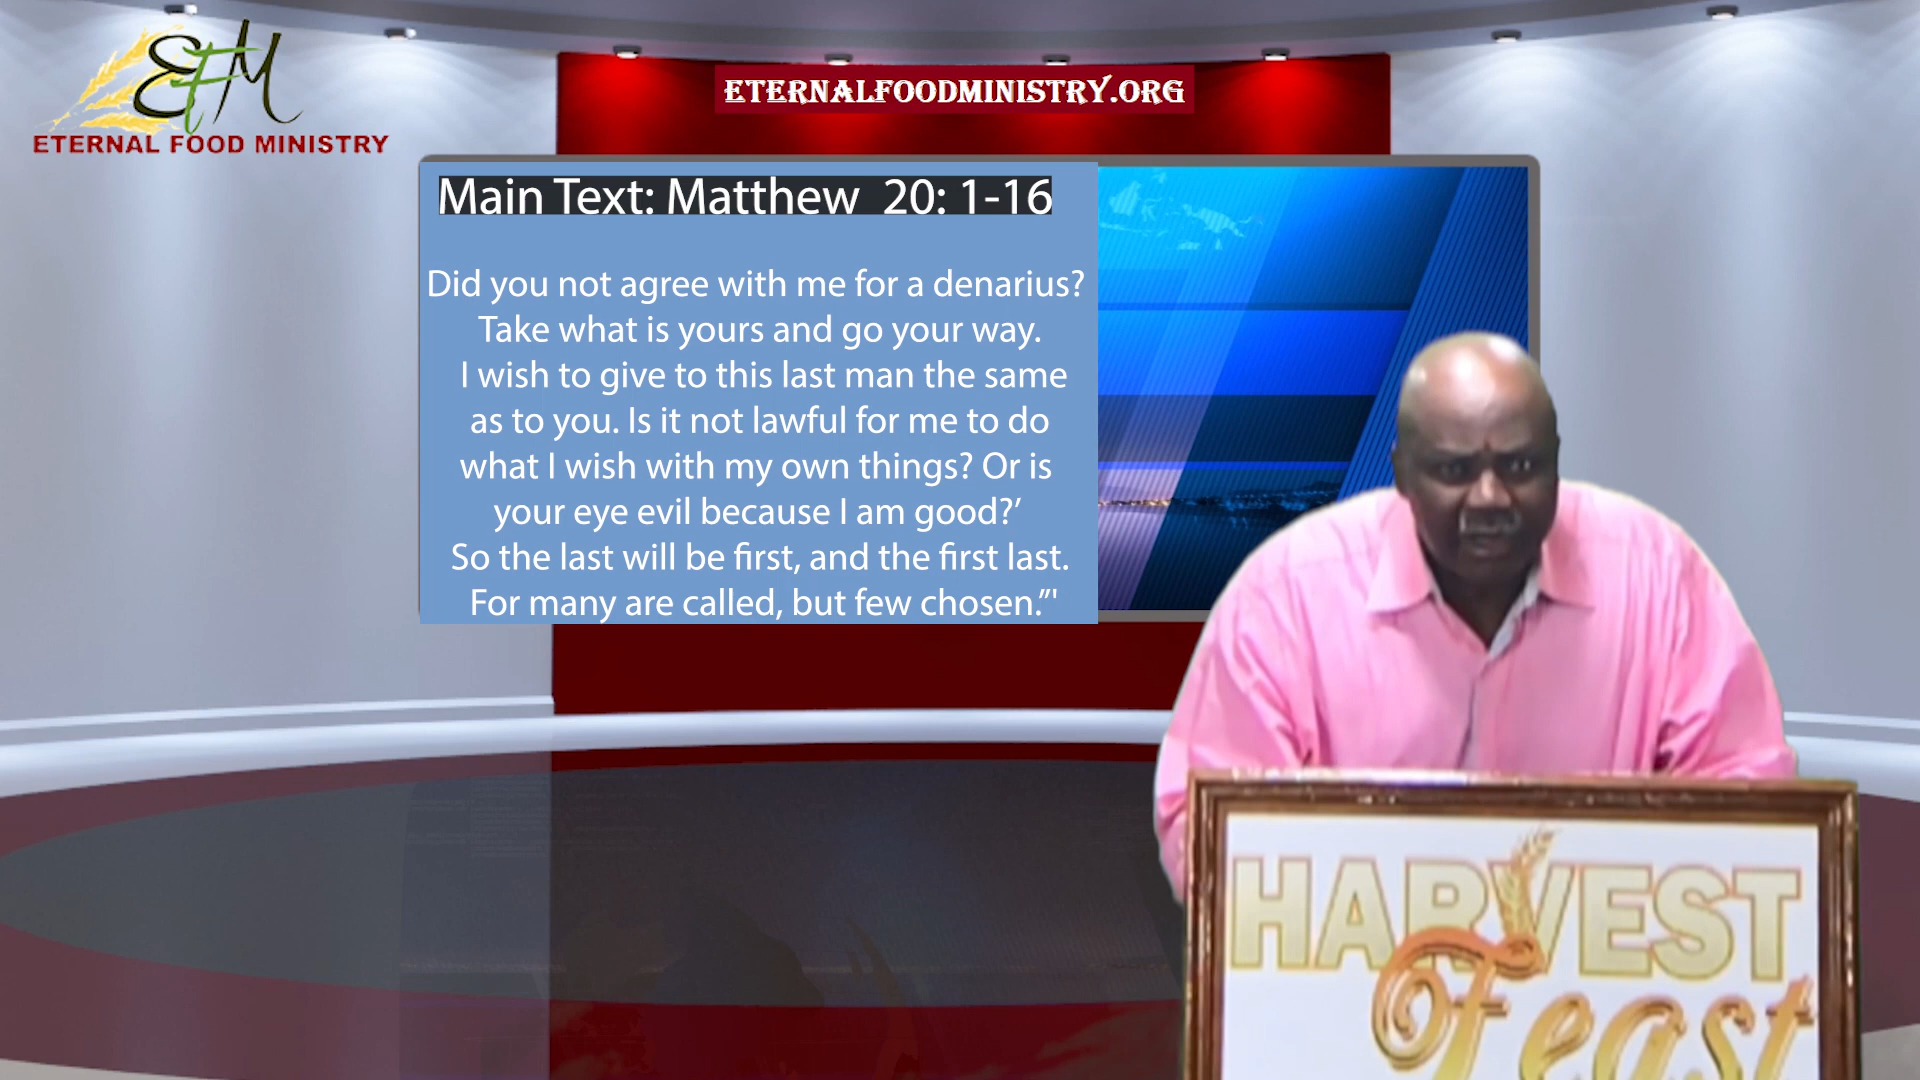 EFM
ETERNAL FOOD MINISTRY
ETERNALFOODMINISTRY.ORG
Main Text: Matthew 20: 1-16
Did you not agree with me for a denarius?
Take what is yours and go your way.
I wish to give to this last man the same
as to you. Is it not lawful for me to do
what I wish with my own things? Or is
your eye evil because I am good?’
So the last will be first, and the first last.
For many are called, but few chosen.”'
HARVEST
Feast